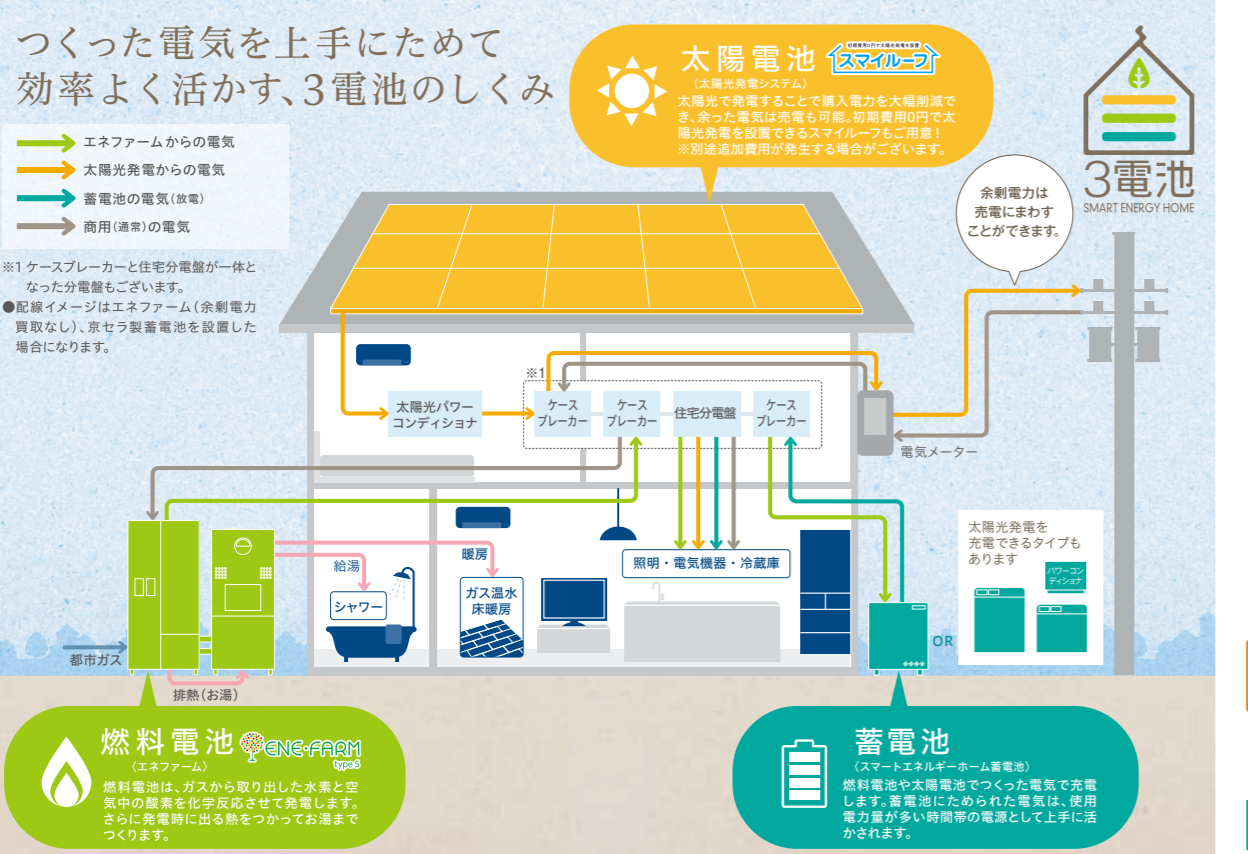 つくった電気を上手にためて
効率よく活かす、3電池のしくみ
エネファームからの電気
太陽光発電からの電気
蓄電池の電気(放電)
商用(通常)の電気
※1 ケースブレーカーと住宅分電盤が一体と
なった分電盤もございます。
●配線イメージはエネファーム(余剰電力
買取なし)、京セラ製蓄電池を設置した
場合になります。
太陽電池
初期費用0円で太陽光発電を設置
スマイルーフ
(太陽光発電システム)
太陽光で発電することで購入電力を大幅削減で
き、余った電気は売電も可能。初期費用0円で太
陽光発電を設置できるスマイルーフもご用意!
※別途追加費用が発生する場合がございます。
3電池
SMART ENERGY HOME
余剰電力は
売電にまわす
ことができます。
※1
太陽光パワー
コンディショナ
ケース
ブレーカー
ケース
ブレーカー
住宅分電盤
ケース
ブレーカー
電気メーター
給湯
シャワー
暖房
ガス温水
床暖房
照明・電気機器・冷蔵庫
都市ガス
排熱(お湯)
OR
太陽光発電を
充電できるタイプも
あります
パワーコン
ディショナ
燃料電池
ENE・FARM
type S
(エネファーム)
燃料電池は、ガスから取り出した水素と空
気中の酸素を化学反応させて発電します。
さらに発電時に出る熱をつかってお湯まで
つくります。
蓄電池
(スマートエネルギーホーム蓄電池)
燃料電池や太陽電池でつくった電気で充電
します。蓄電池にためられた電気は、使用
電力量が多い時間帯の電源として上手に活
かされます。